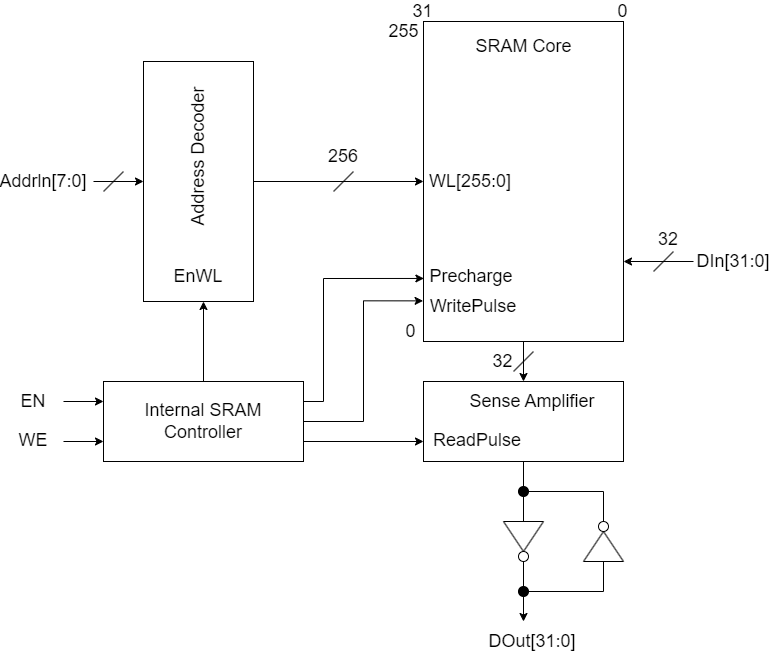 31
0
255
SRAM Core
Address Decoder
256
AddrIn[7:0]
WL[255:0]
32
DIn[31:0]
EnWL
Precharge
WritePulse
0
32
EN
Internal SRAM
Controller
Sense Amplifier
WE
ReadPulse
DOut[31:0]